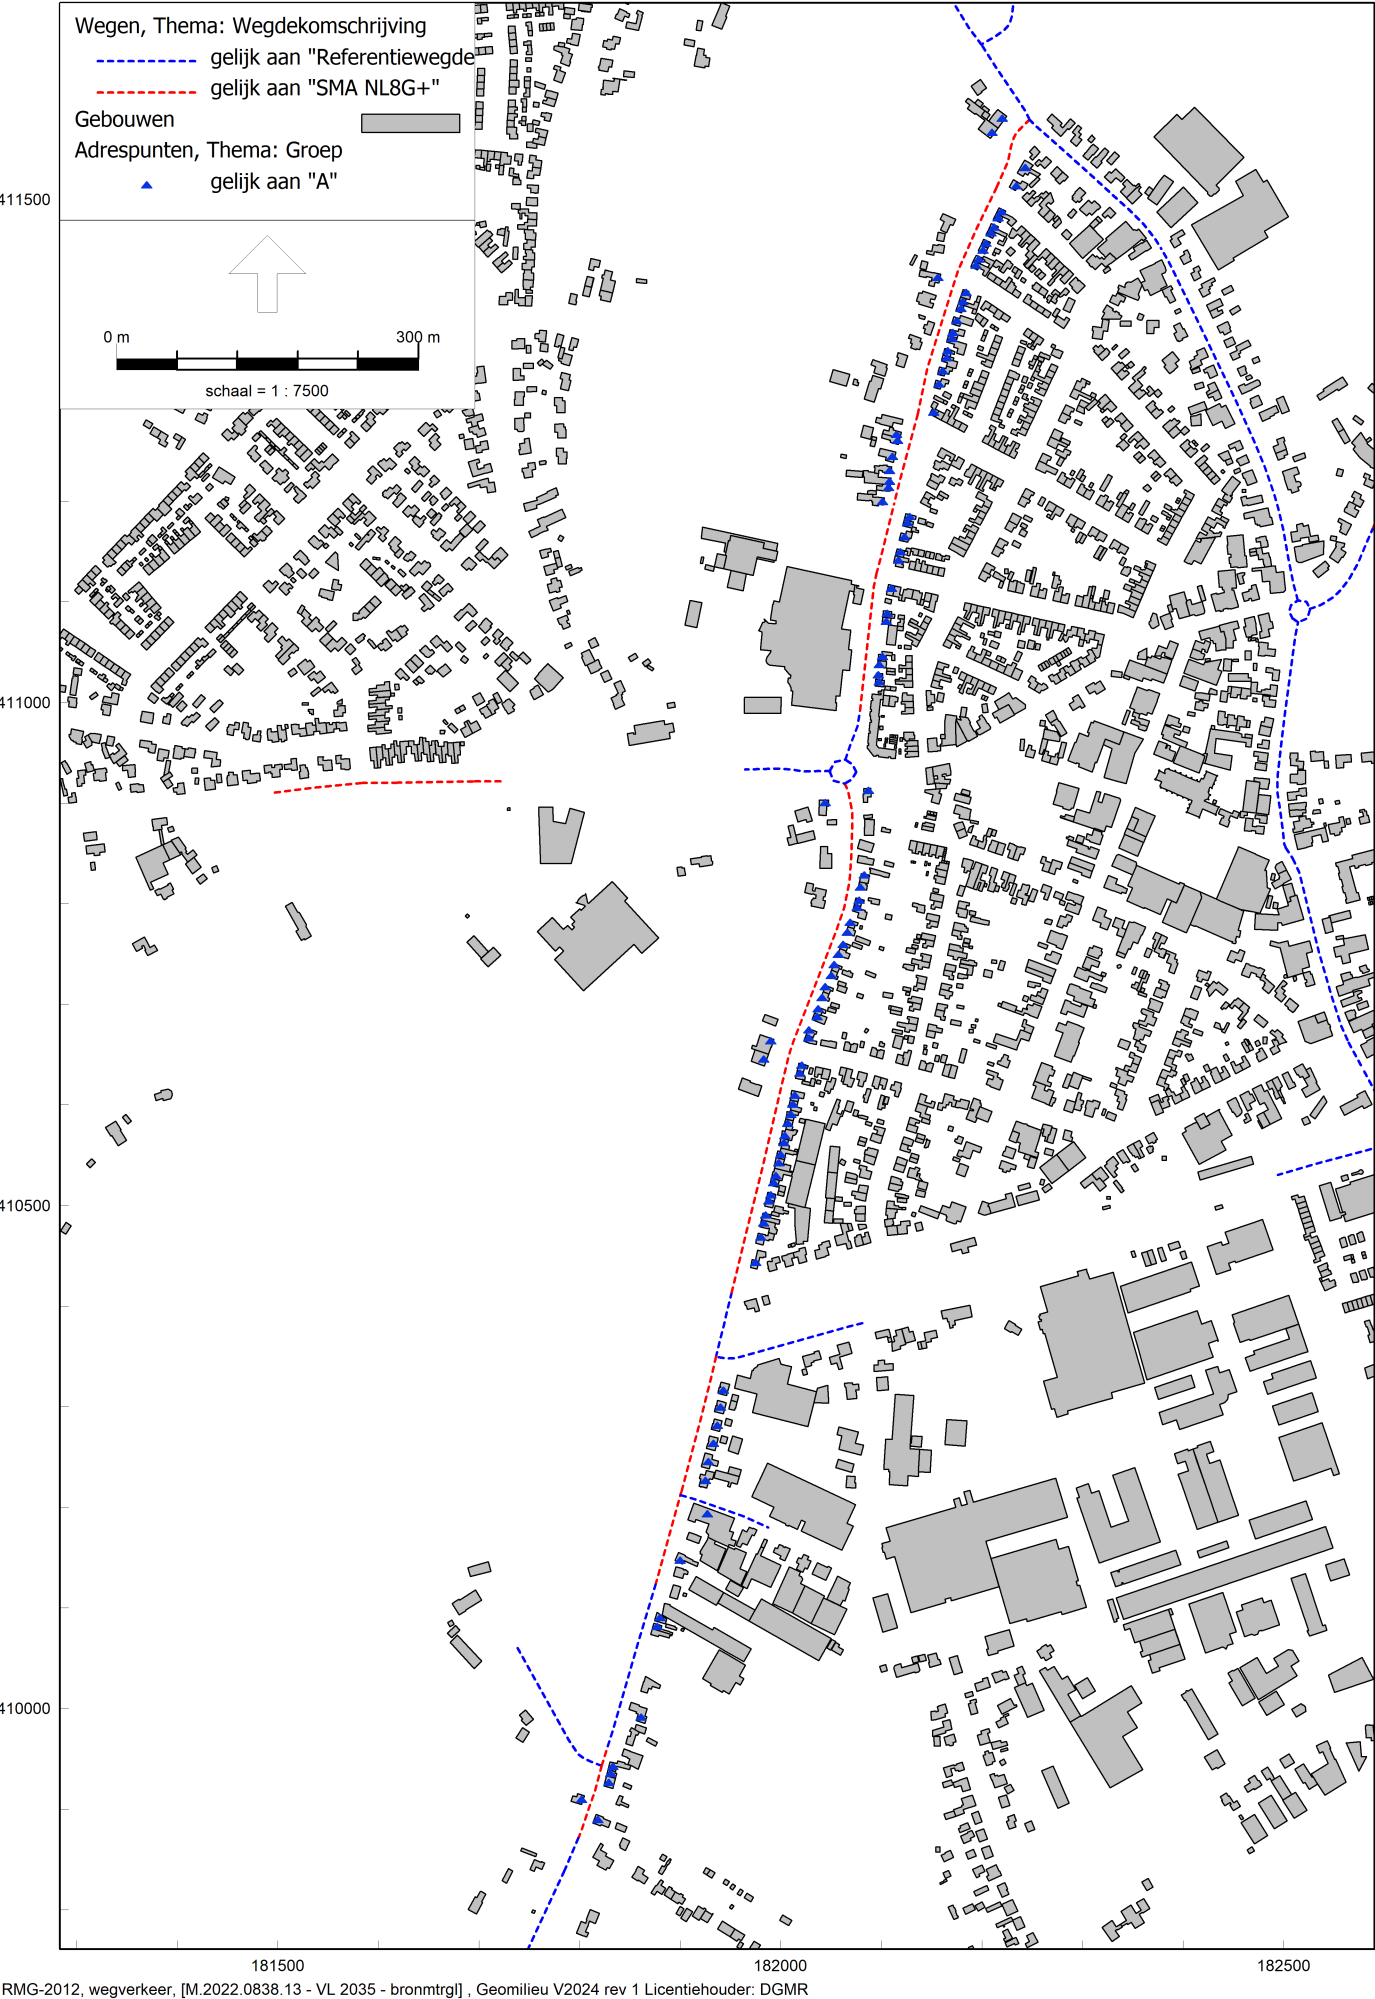 Wegen, Thema: Wegdekomschrijving
gelijk aan "Referentiewegde
gelijk aan "SMA NL8G+"
Gebouwen
Adrespunten, Thema: Groep
gelijk aan "A"
0 m 300 m
schaal = 1 : 7500
411500
411000
410500
410000
181500 182000 182500
RMG-2012, wegverkeer, [M.2022.0838.13 - VL 2035 - bronmtrgl] , Geomilieu V2024 rev 1 Licentiehouder: DGMR